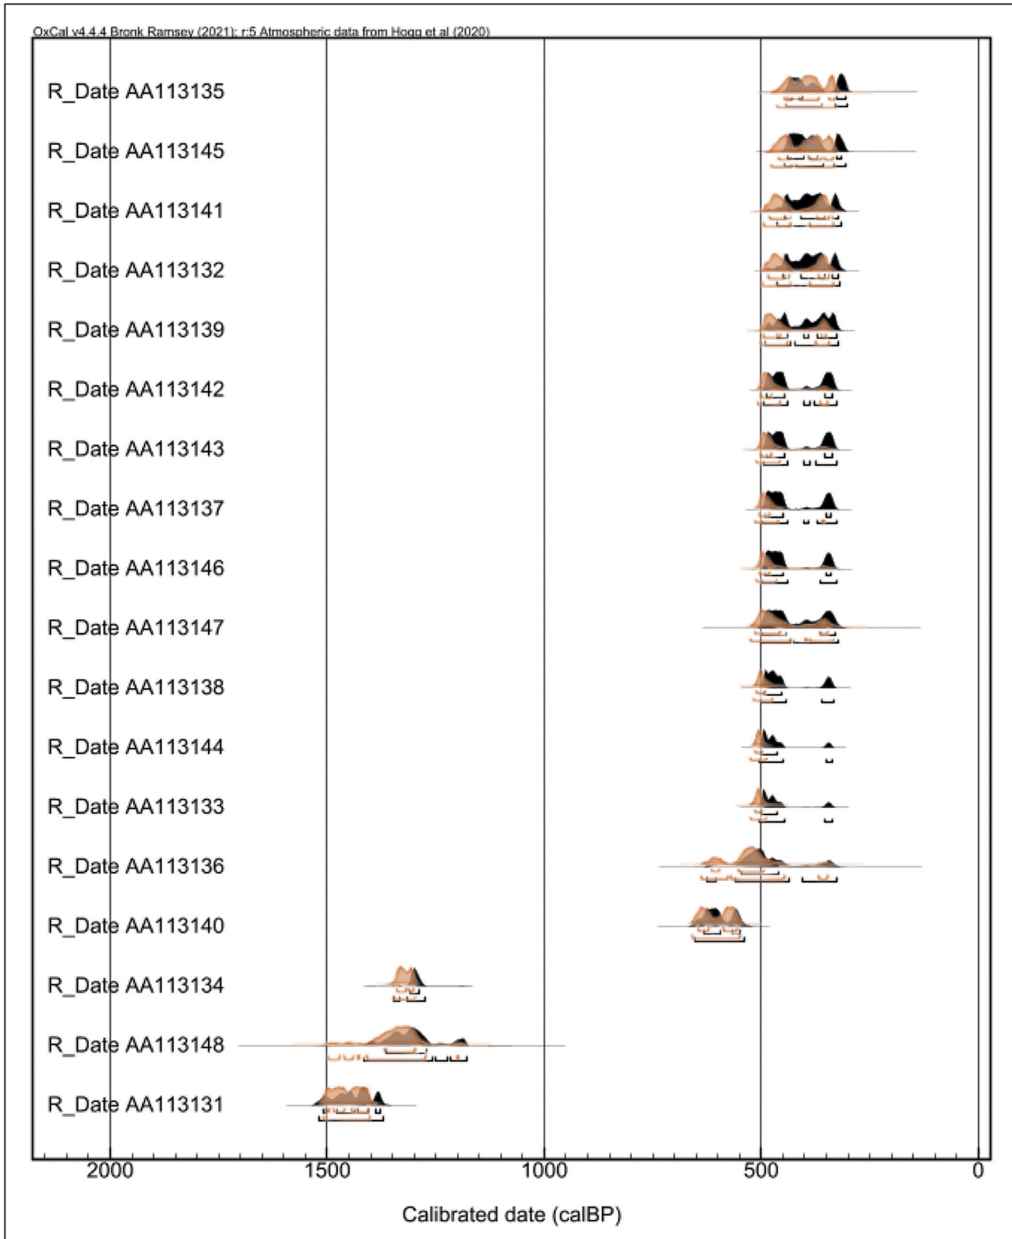 OxCal v4.4.4 Bronk Ramsey (2021); r:5 Atmospheric data from Hogg et al (2020)
R_Date AA113135
R_Date AA113145
R_Date AA113141
R_Date AA113132
R_Date AA113139
R_Date AA113142
R_Date AA113143
R_Date AA113137
R_Date AA113146
R_Date AA113147
R_Date AA113138
R_Date AA113144
R_Date AA113133
R_Date AA113136
R_Date AA113140
R_Date AA113134
R_Date AA113148
R_Date AA113131
2000 1500 1000 500 0
Calibrated date (calBP)